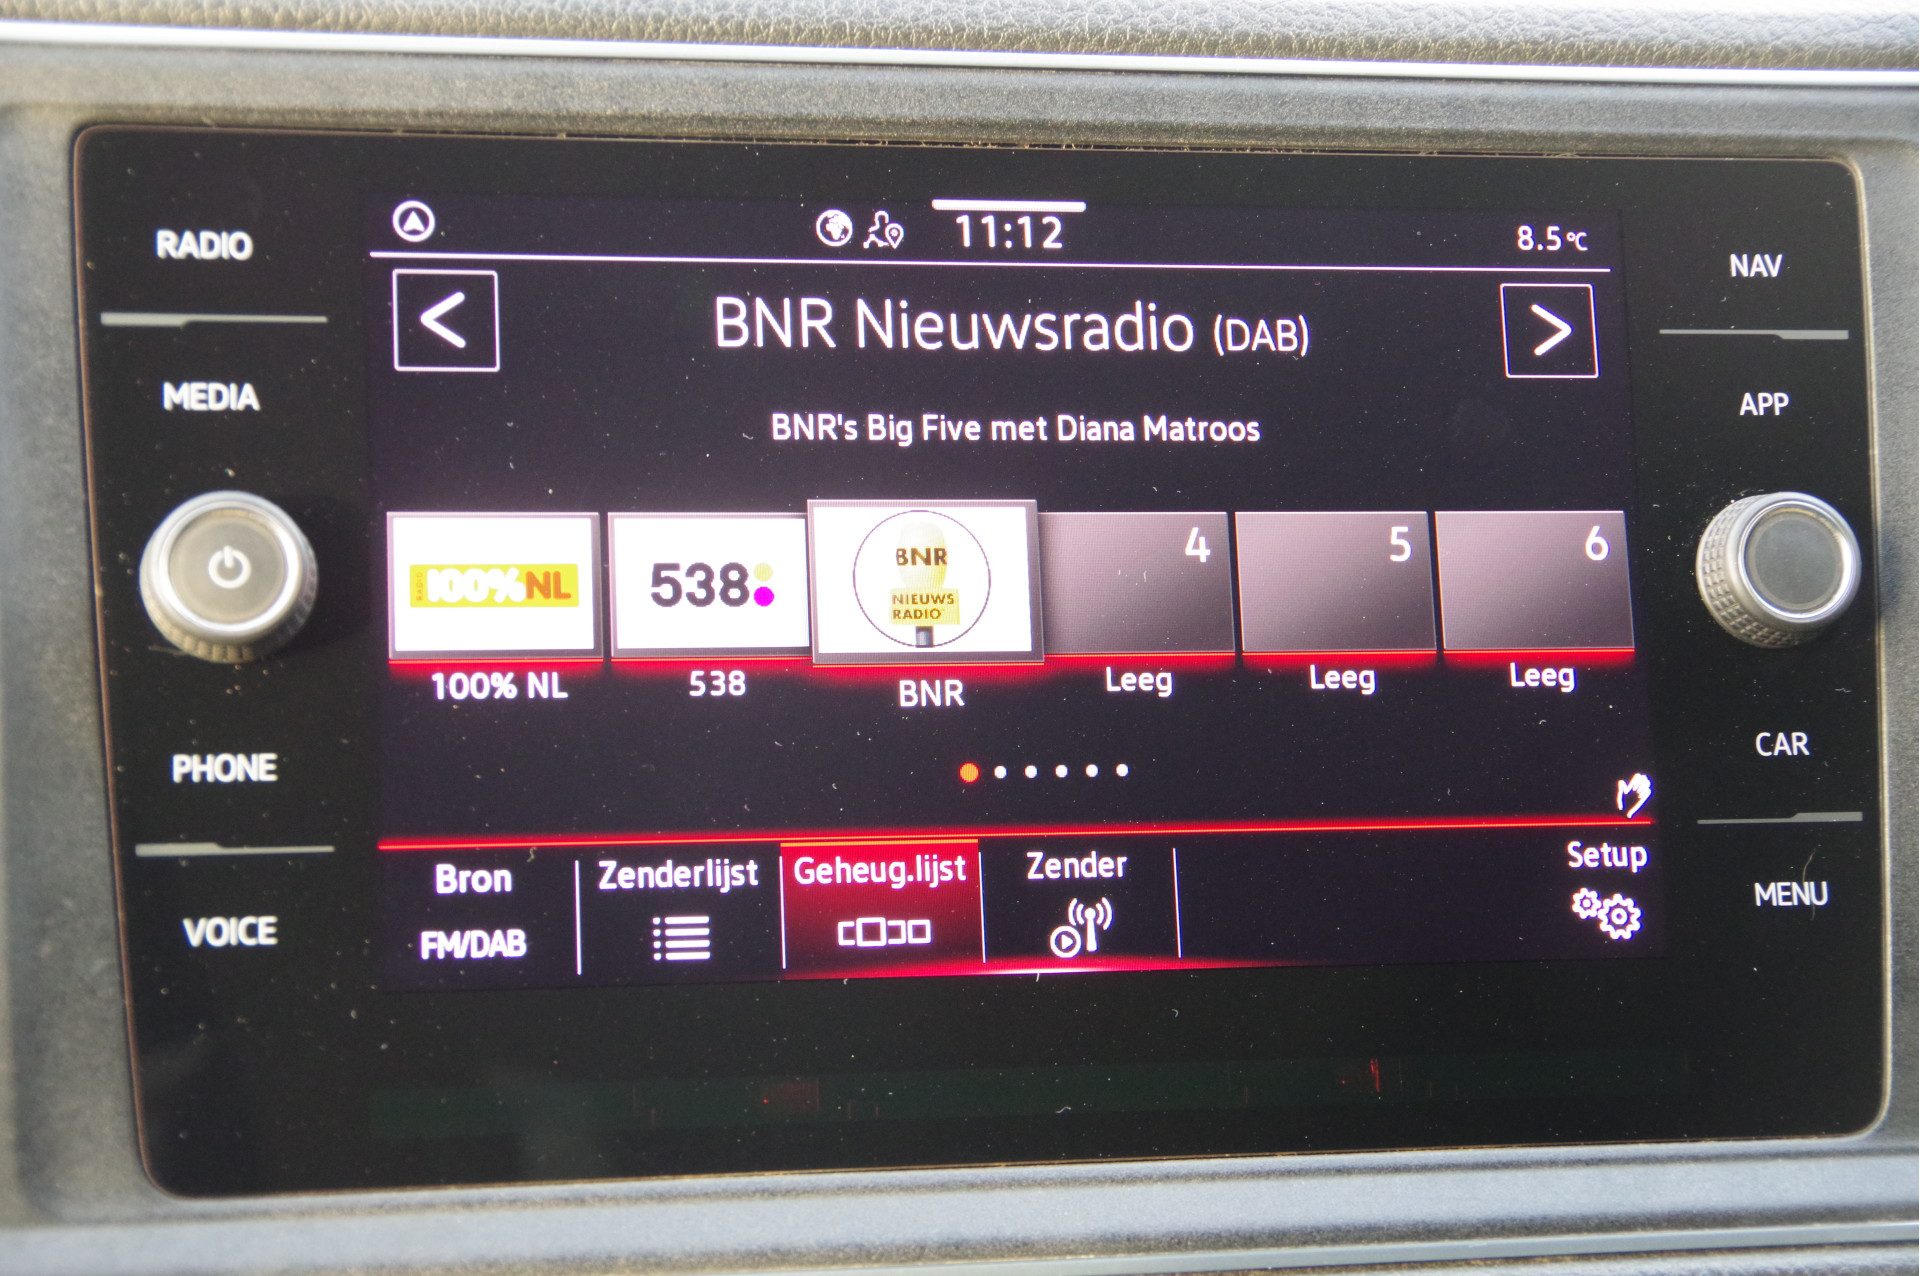 RADIO
MEDIA
PHONE
VOICE
11:12
8.5°C
<
BNR Nieuwsradio (DAB)
>
BNR's Big Five met Diana Matroos
RADIO
100%NL
538
BNR
NIEUWS
RADIO
4
5
6
100% NL
538
BNR
Leeg
Leeg
Leeg
Bron
FM/DAB
Zenderlijst
Geheug.lijst
Zender
Setup
NAV
APP
CAR
MENU